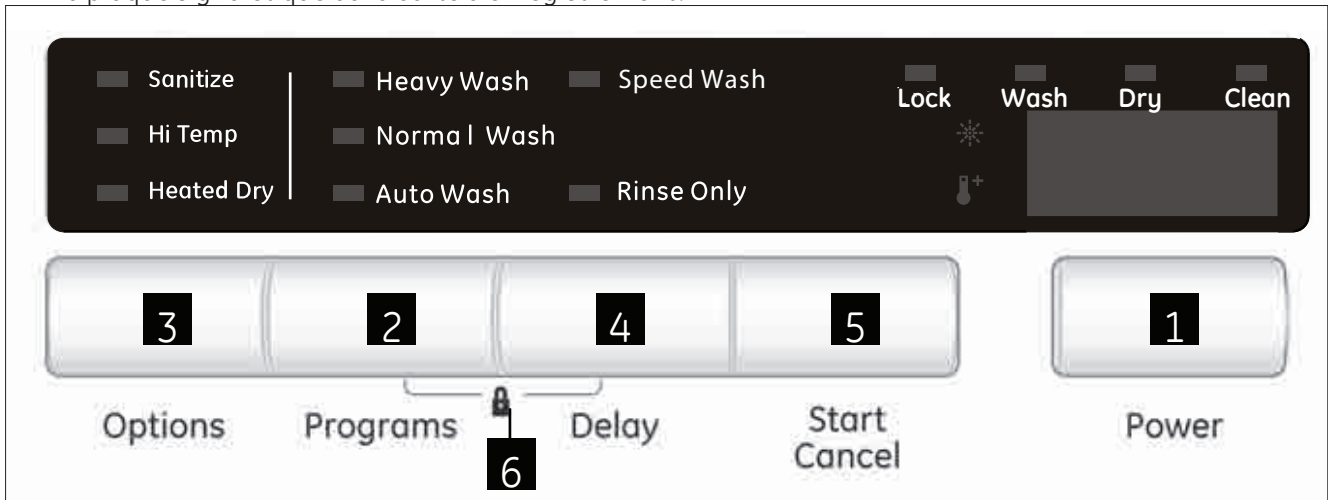 Sanitize
Heavy Wash
Speed Wash
Lock
Wash
Dry
Clean
Hi Temp
Normal Wash
Heated Dry
Auto Wash
Rinse Only
3
2
4
5
1
Options
Programs
Delay
Start
Cancel
Power
6